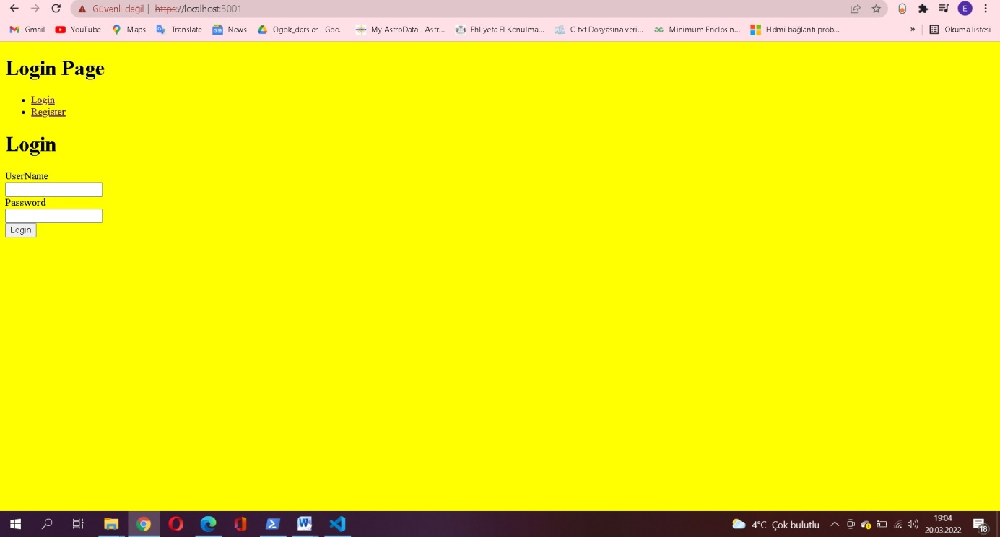 Güvenli değil | https://localhost:5001
E
Gmail YouTube Maps Translate News Ogok_dersler - Goo... My AstroData - Astr... Ehliyete El Konulma... C txt Dosyasına veri... Minimum Enclosin... Hdmi bağlantı prob... » Okuma listesi
Login Page
• Login
• Register
Login
UserName
Password
Login
4°C Çok bulutlu
19:04
20.03.2022
18